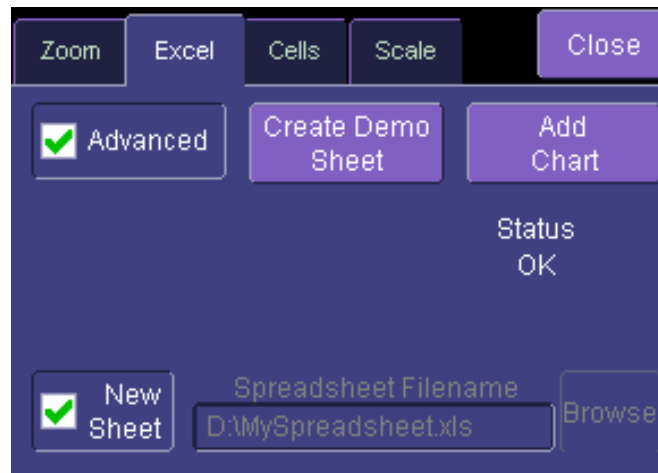 Zoom Excel Cells Scale Close
Advanced
Create Demo
Sheet
Add
Chart
Status
OK
New
Sheet
Spreadsheet Filename
D:\MySpreadsheet.xls
Browse